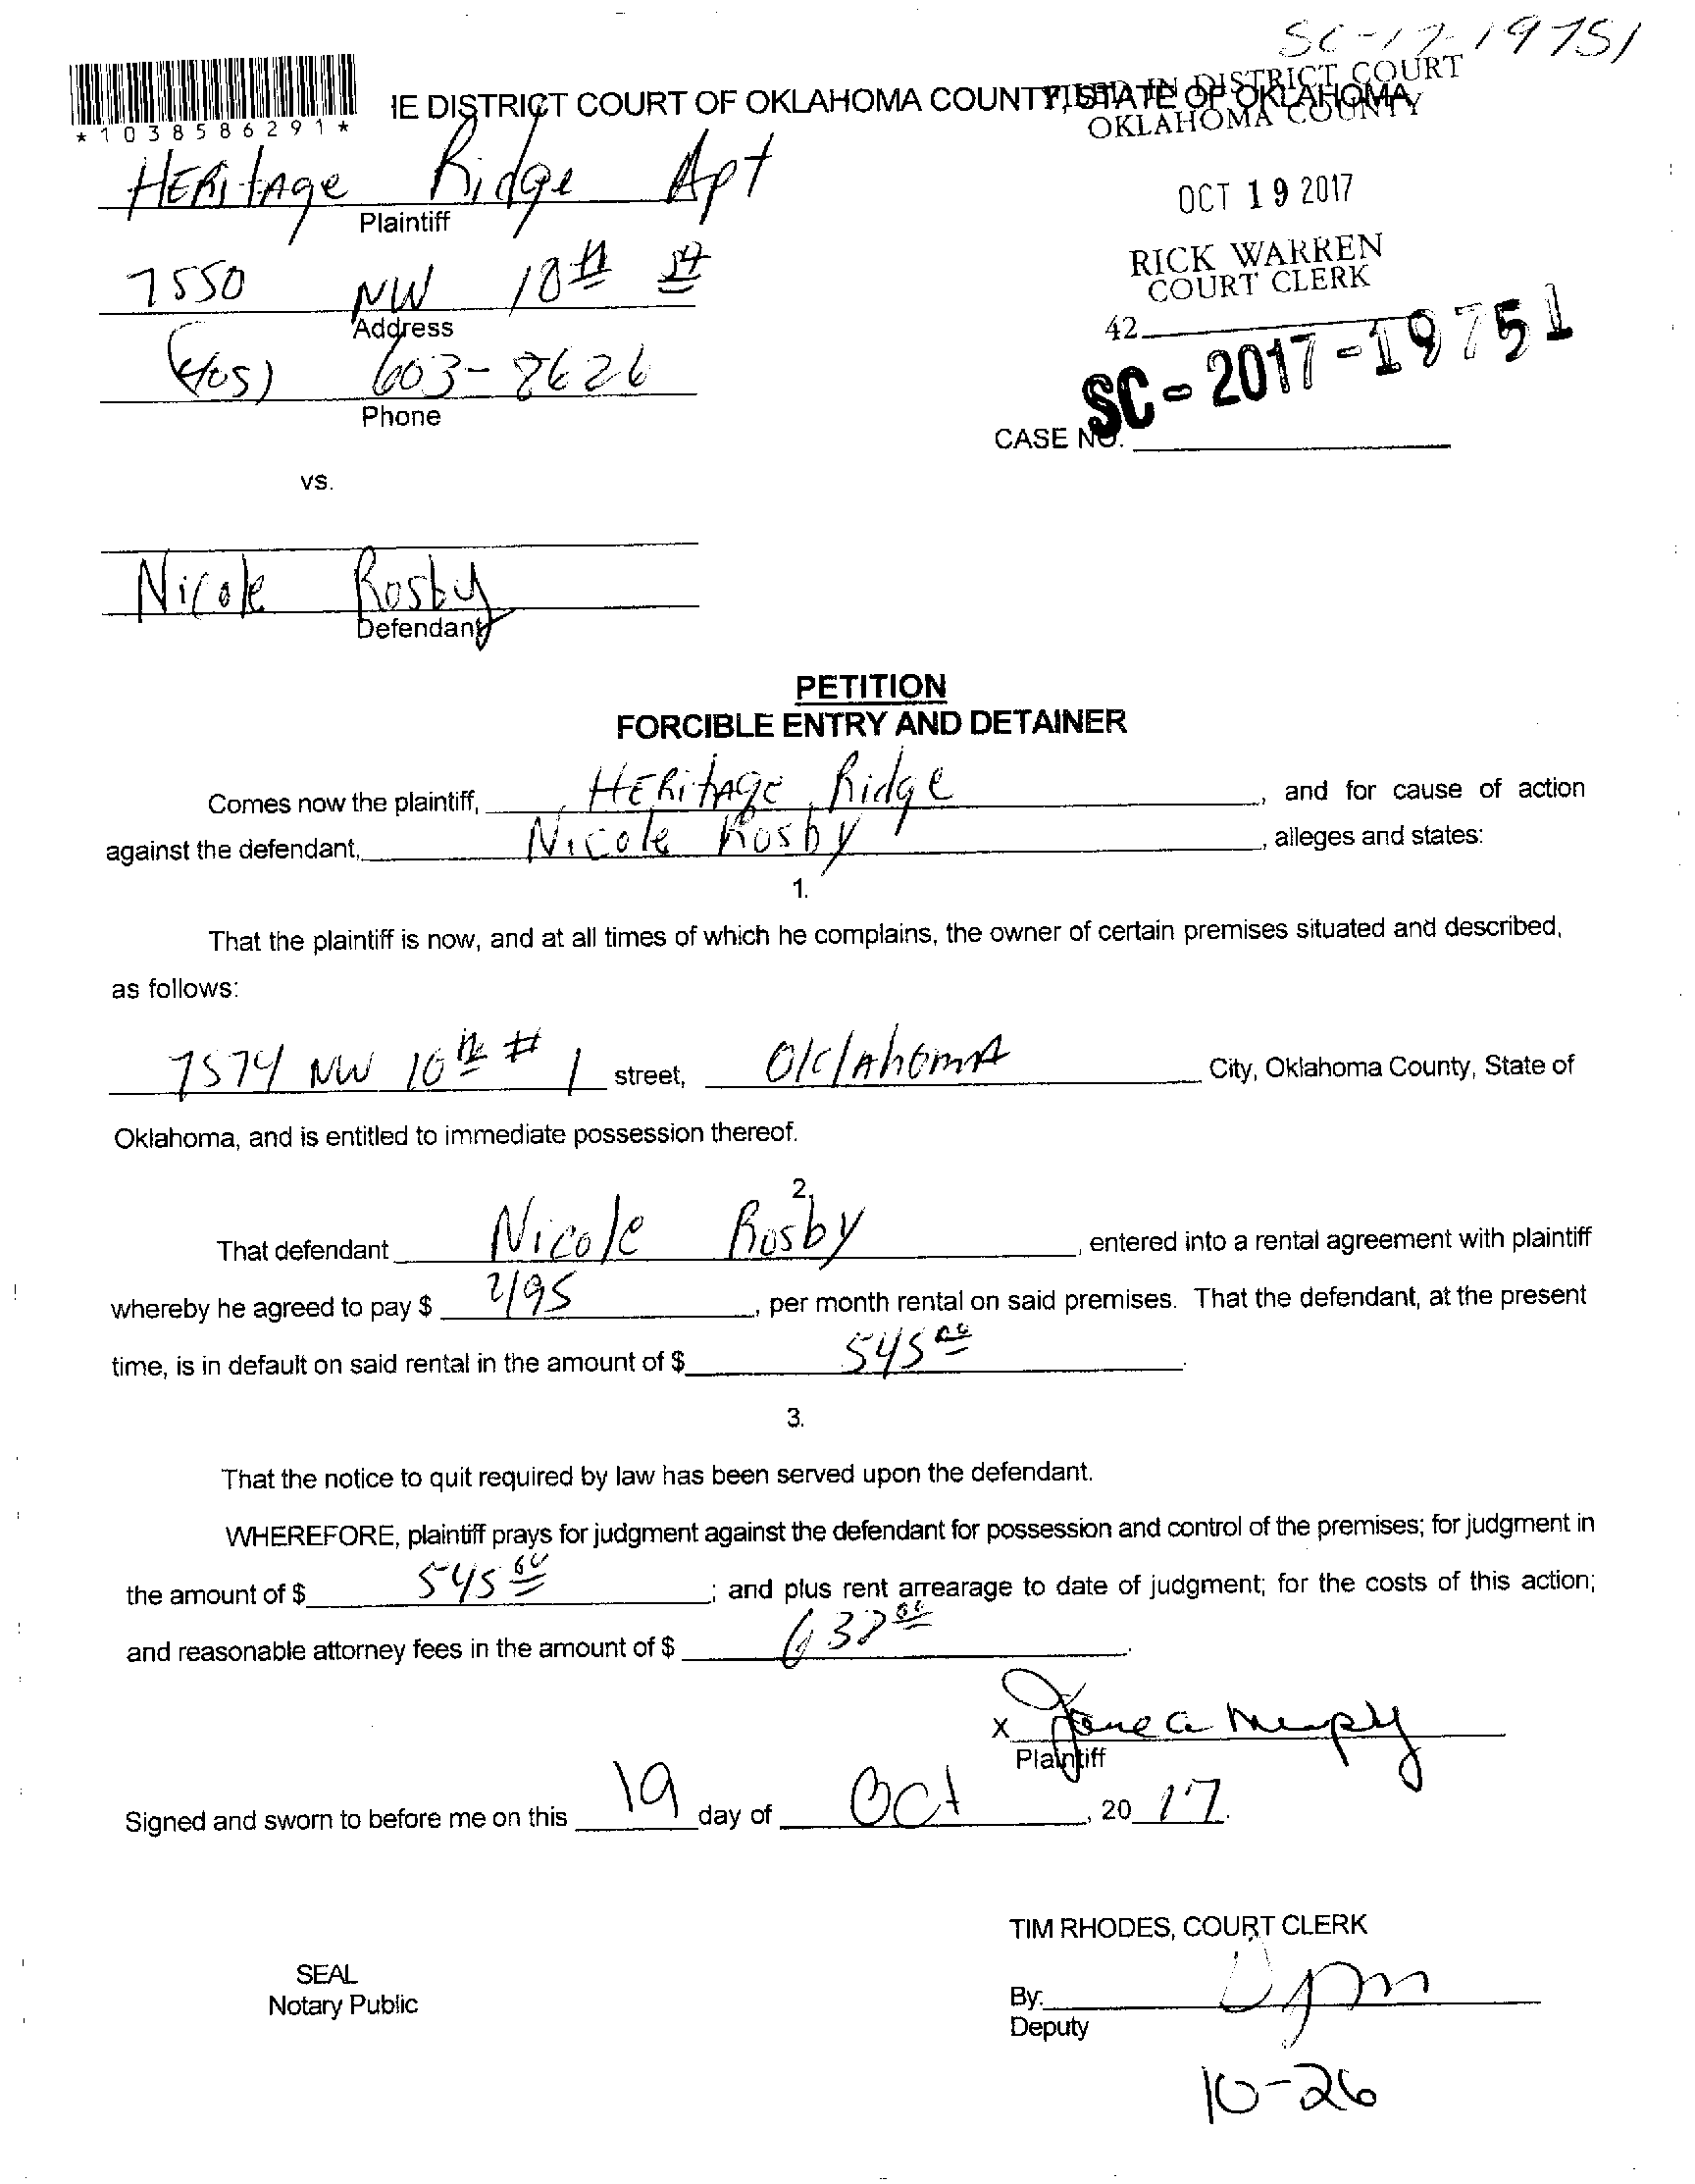 SC-17-19751
*1038586291*
IE DISTRICT COURT OF OKLAHOMA COUNTY, STATE OF OKLAHOMA
FILED IN DISTRICT COURT
OKLAHOMA COUNTY
HERitAge Ridge Apt
Plaintiff
OCT 19 2017
RICK WARREN
COURT CLERK
7550 NW 10th St
Address
42
(405) 603-8626
Phone
SC-2017-19751
CASE NO.
vs.
Nicole Rosby
Defendant
PETITION
FORCIBLE ENTRY AND DETAINER
Comes now the plaintiff, HERitAge Ridge, and for cause of action
against the defendant, Nicole Rosby, alleges and states:
1.
That the plaintiff is now, and at all times of which he complains, the owner of certain premises situated and described,
as follows:
7574 NW 10th # 1 street, OklAhomA City, Oklahoma County, State of
Oklahoma, and is entitled to immediate possession thereof.
2.
That defendant Nicole Rosby, entered into a rental agreement with plaintiff
whereby he agreed to pay $ 495, per month rental on said premises. That the defendant, at the present
time, is in default on said rental in the amount of $ 545 00.
3.
That the notice to quit required by law has been served upon the defendant.
WHEREFORE, plaintiff prays for judgment against the defendant for possession and control of the premises; for judgment in
the amount of $ 545 00; and plus rent arrearage to date of judgment; for the costs of this action;
and reasonable attorney fees in the amount of $ 00.
x Jane a
Plaintiff
Signed and sworn to before me on this 19 day of Oct, 20 17.
TIM RHODES, COURT CLERK
SEAL
Notary Public
By:
Deputy
10-26